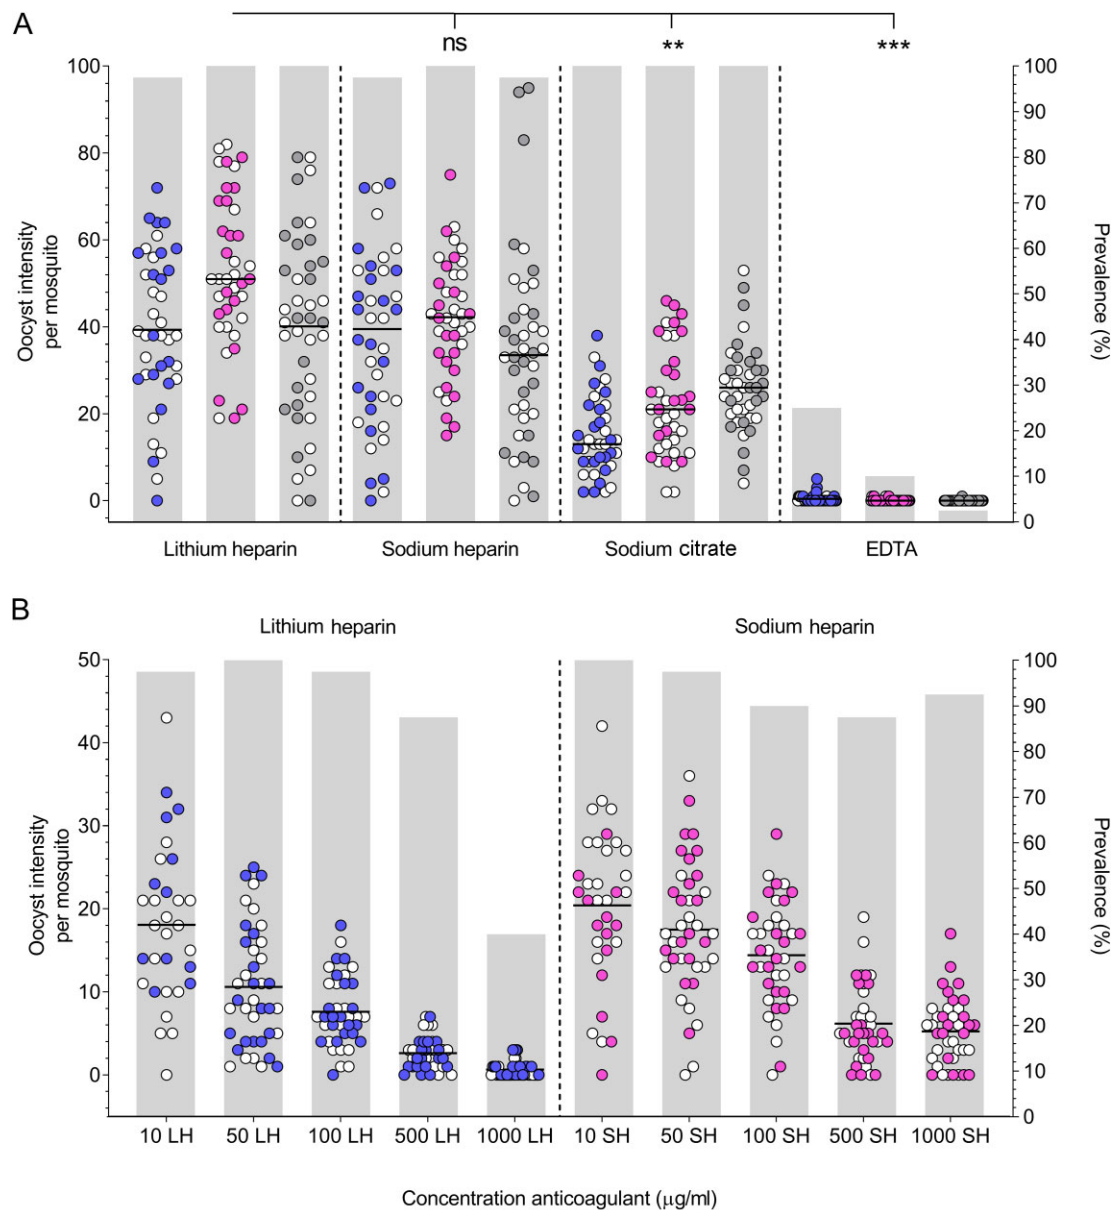 A
ns
**
***
100
80
60
40
20
0
Oocyst intensity
per mosquito
100
90
80
70
60
50
40
30
20
10
0
Prevalence (%)
Lithium heparin Sodium heparin Sodium citrate EDTA
B
Lithium heparin Sodium heparin
50
40
30
20
10
0
Oocyst intensity
per mosquito
100
90
80
70
60
50
40
30
20
10
0
Prevalence (%)
10 LH 50 LH 100 LH 500 LH 1000 LH 10 SH 50 SH 100 SH 500 SH 1000 SH
Concentration anticoagulant (μg/ml)